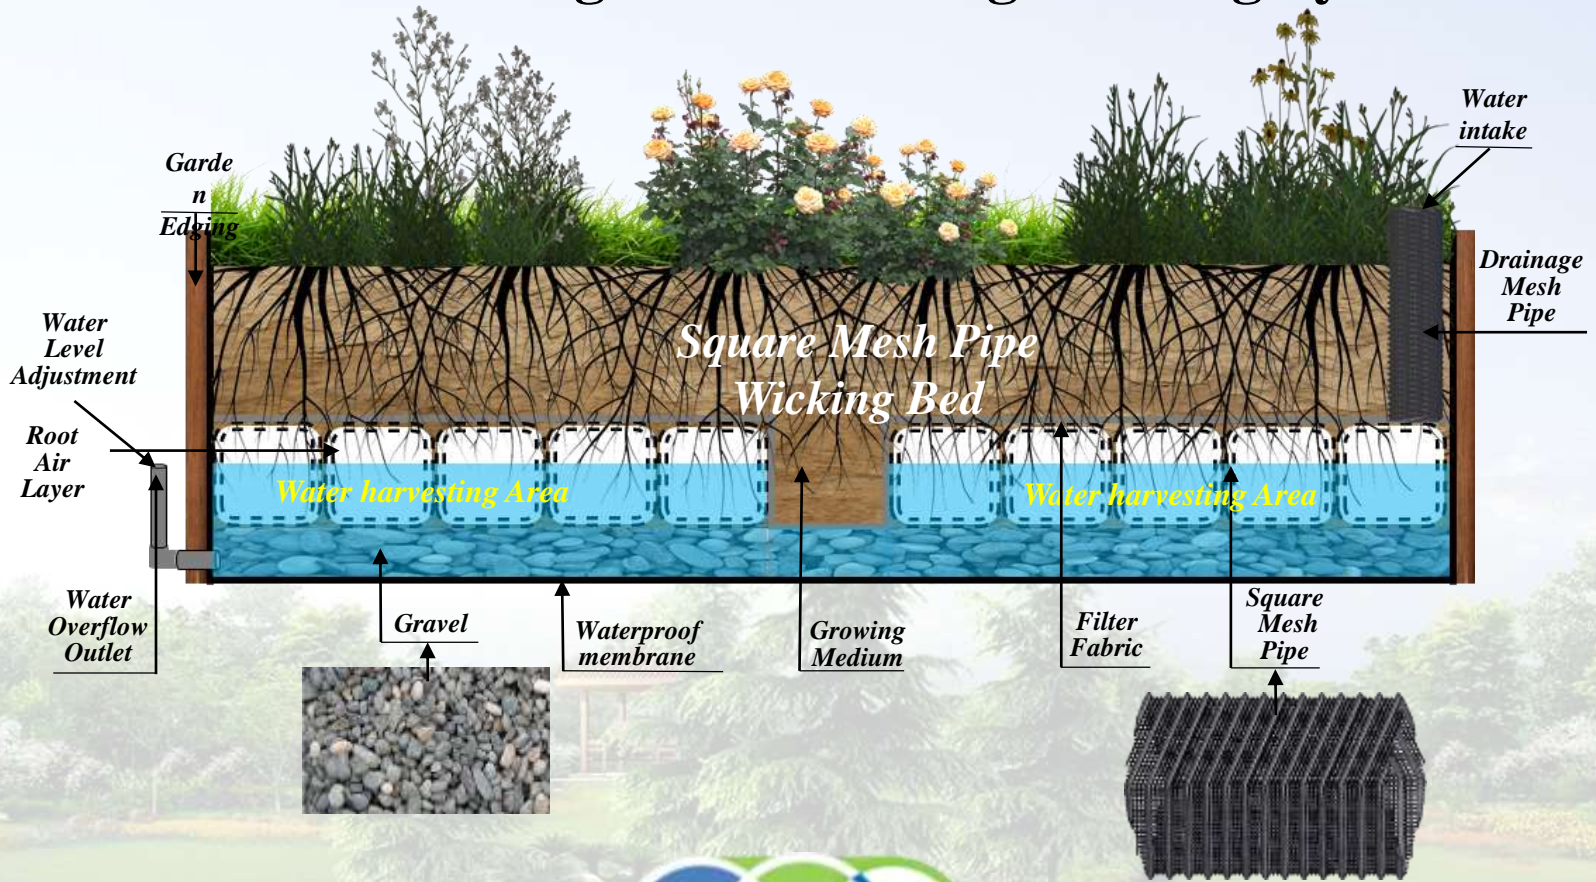 Water
intake
Garde
n
Edging
Drainage
Mesh
Pipe
Water
Level
Adjustment
Square Mesh Pipe
Wicking Bed
Root
Air
Layer
Water harvesting Area
Water harvesting Area
Water
Overflow
Outlet
Gravel
Waterproof
membrane
Growing
Medium
Filter
Fabric
Square
Mesh
Pipe